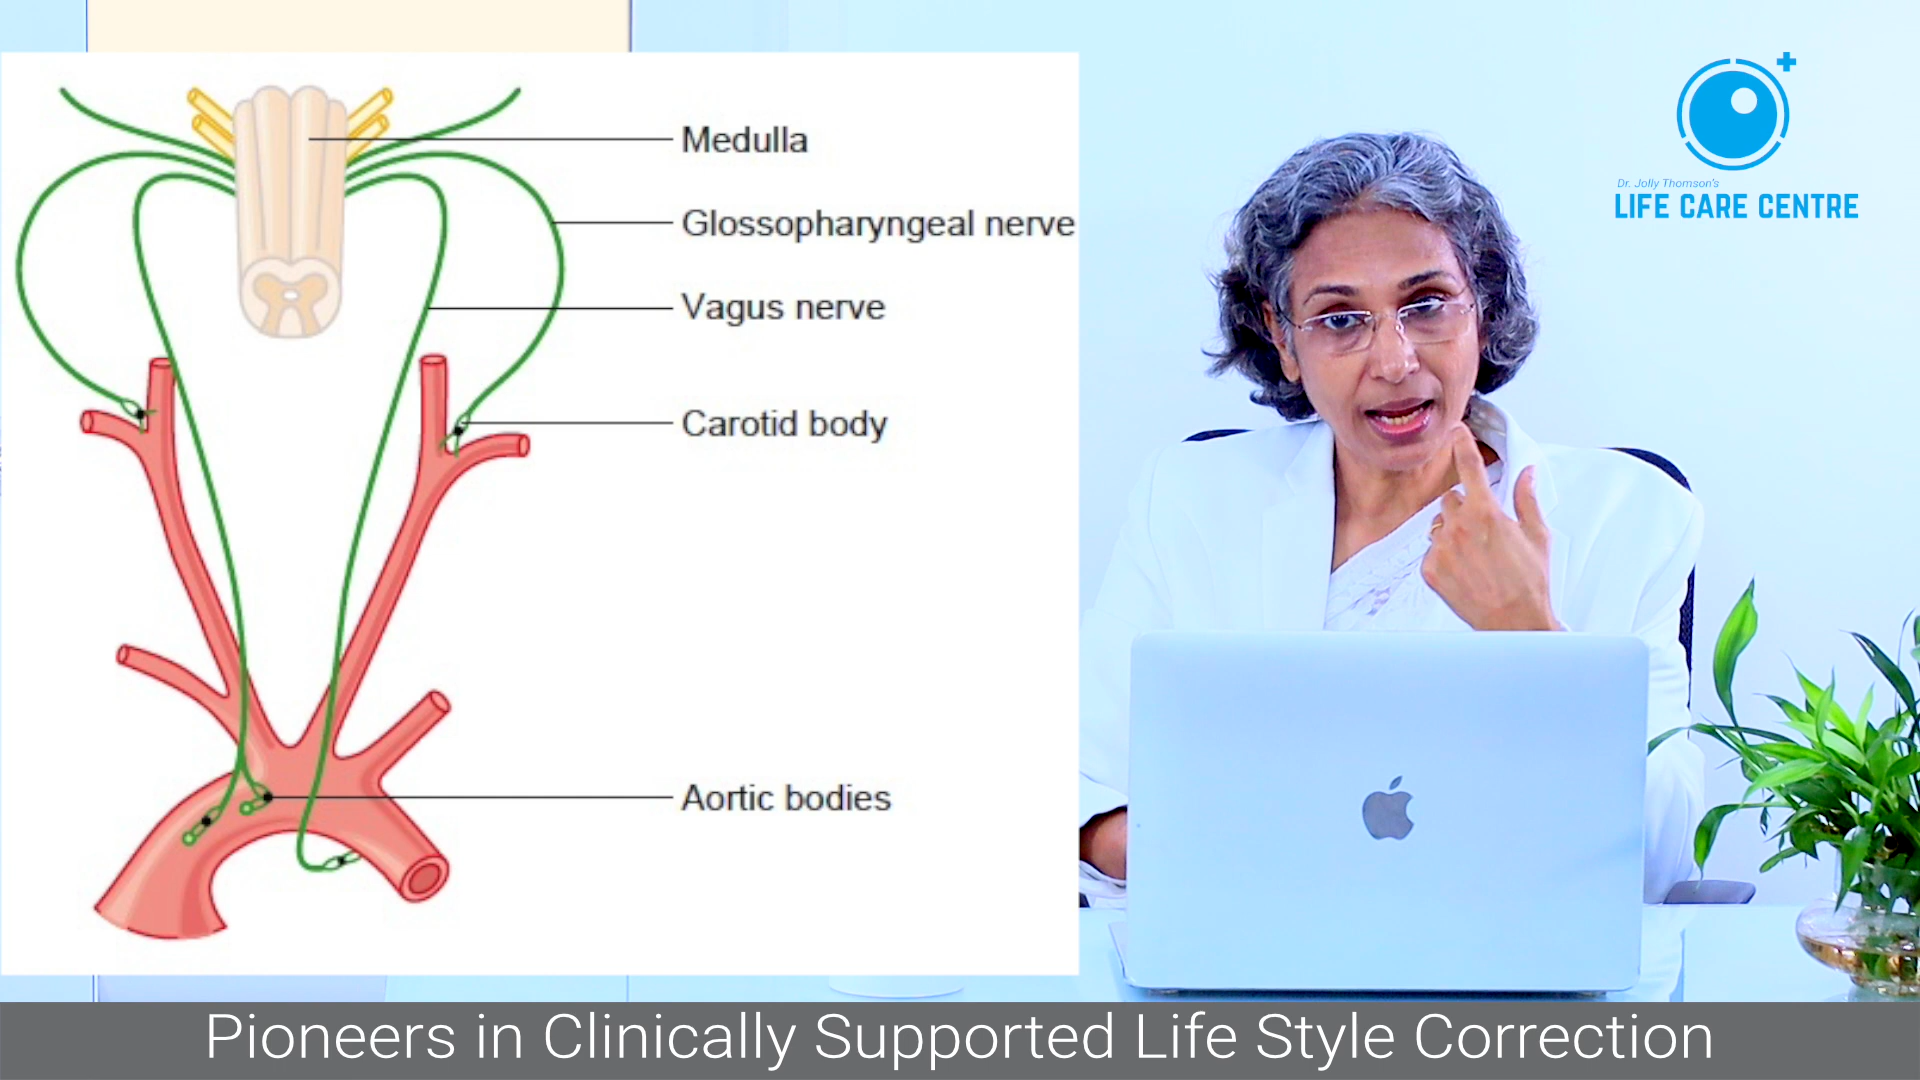 Medulla
Glossopharyngeal nerve
Vagus nerve
Carotid body
Aortic bodies
Dr. Jolly Thomson's
LIFE CARE CENTRE
Pioneers in Clinically Supported Life Style Correction